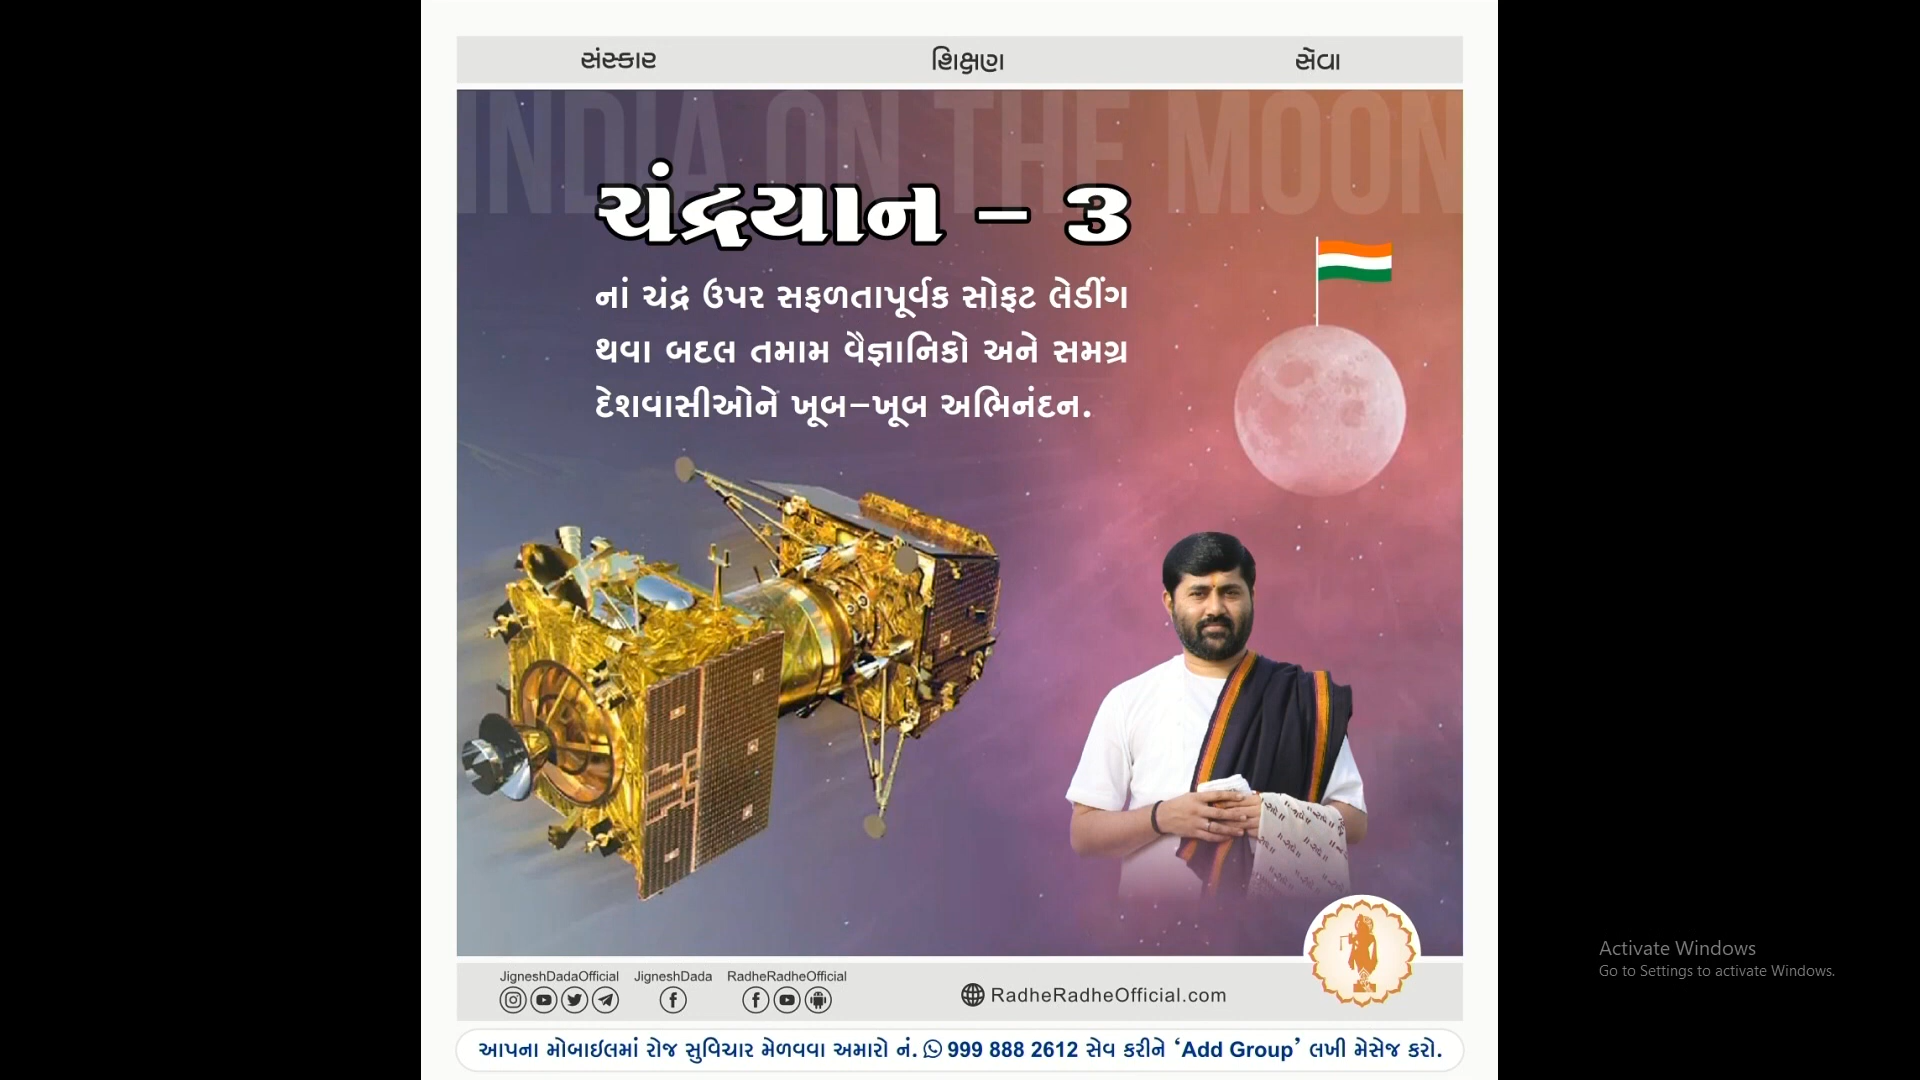 સંસ્કાર શિક્ષણ સેવા
INDIA ON THE MOON
ચંદ્રયાન – ૩
નાં ચંદ્ર ઉપર સફળતાપૂર્વક સોફટ લેડીંગ
થવા બદલ તમામ વૈજ્ઞાનિકો અને સમગ્ર
દેશવાસીઓને ખૂબ–ખૂબ અભિનંદન.
JigneshDadaOfficial JigneshDada RadheRadheOfficial
RadheRadheOfficial.com
આપના મોબાઈલમાં રોજ સુવિચાર મેળવવા અમારો નં. 999 888 2612 સેવ કરીને ‘Add Group’ લખી મેસેજ કરો.
Activate Windows
Go to Settings to activate Windows.